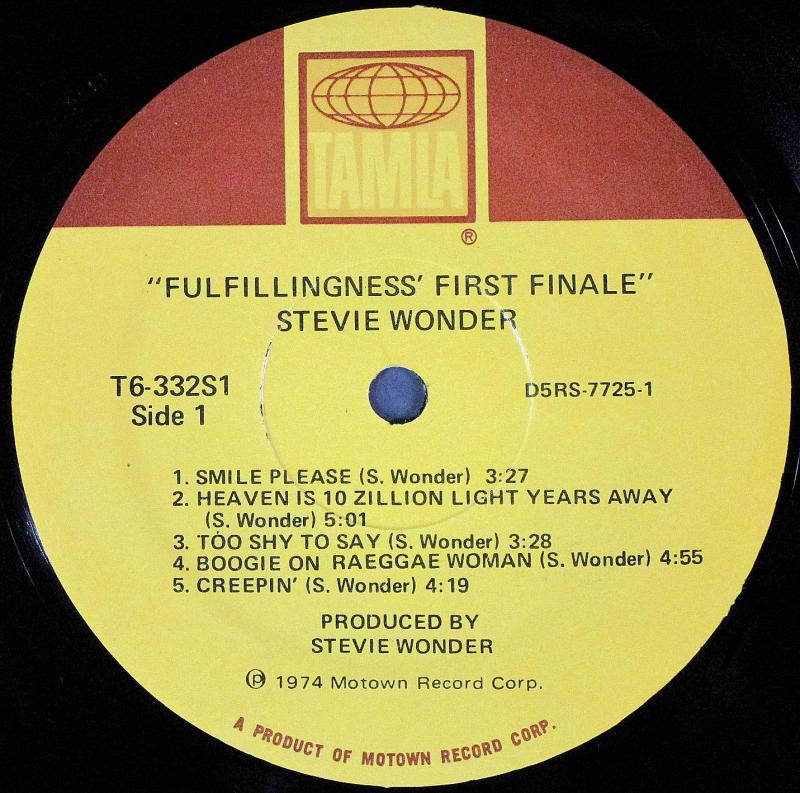 TAMLA
®
"FULFILLINGNESS' FIRST FINALE"
STEVIE WONDER
T6-332S1
Side 1
D5RS-7725-1
1. SMILE PLEASE (S. Wonder) 3:27
2. HEAVEN IS 10 ZILLION LIGHT YEARS AWAY
(S. Wonder) 5:01
3. TOO SHY TO SAY (S. Wonder) 3:28
4. BOOGIE ON RAEGGAE WOMAN (S. Wonder) 4:55
5. CREEPIN' (S. Wonder) 4:19
PRODUCED BY
STEVIE WONDER
℗ 1974 Motown Record Corp.
A PRODUCT OF MOTOWN RECORD CORP.